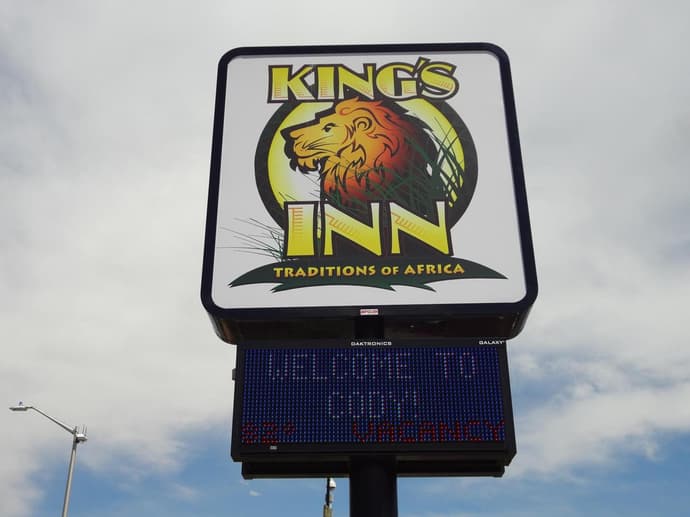 KING'S
INN
TRADITIONS OF AFRICA
DAKTRONICS GALAXY
WELCOME TO
CODY!
VACANCY